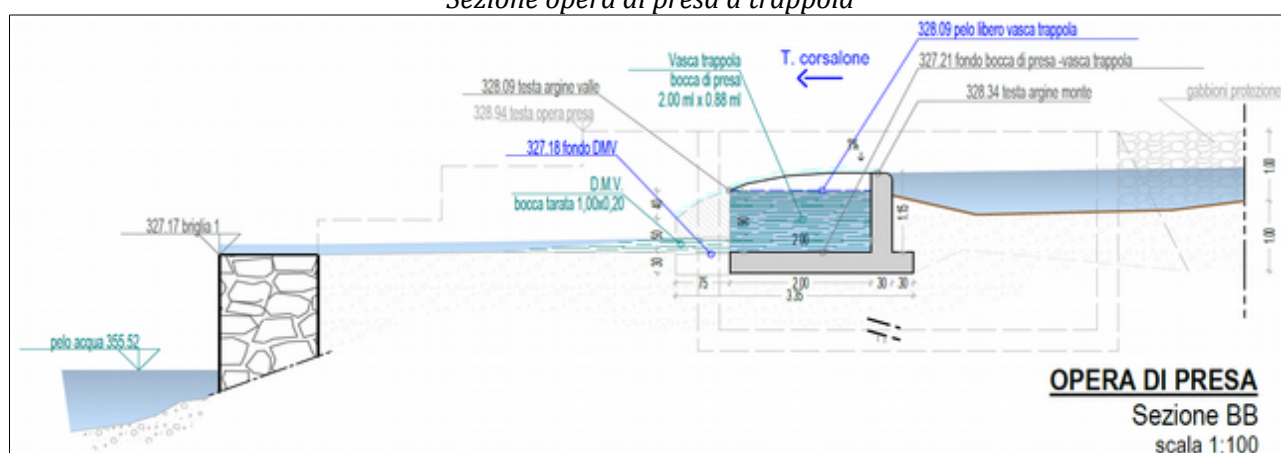 Sezione opera di presa a trappola
328.09 pelo libero vasca trappola
Vasca trappola
bocca di presa
2.00 ml x 0.88 ml
T. corsalone
327.21 fondo bocca di presa -vasca trappola
328.09 testa argine valle
328.34 testa argine monte
gabbioni protezione
328.94 testa opera presa
327.18 fondo DMV
D.M.V.
bocca tarata 1,00x0,20
327.17 briglia 1
40
50
30
90
2.00
1.15
1.00
1.00
75
2.00
30
30
3.35
pelo acqua 355.52
OPERA DI PRESA
Sezione BB
scala 1:100